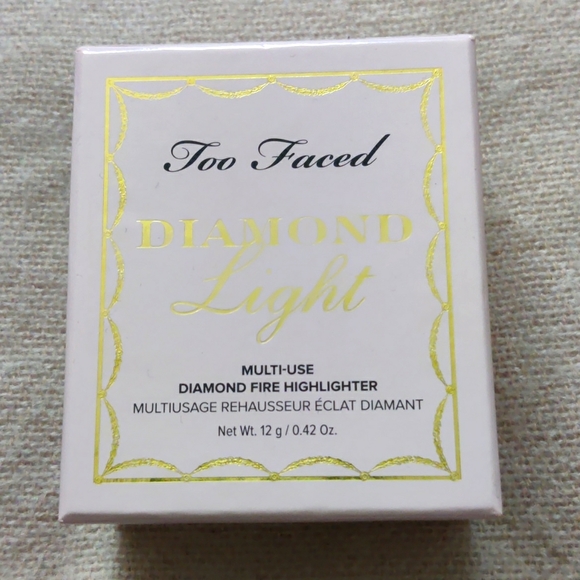 Too Faced
DIAMOND
Light
MULTI-USE
DIAMOND FIRE HIGHLIGHTER
MULTIUSAGE REHAUSSEUR ÉCLAT DIAMANT
Net Wt. 12 g / 0.42 Oz.